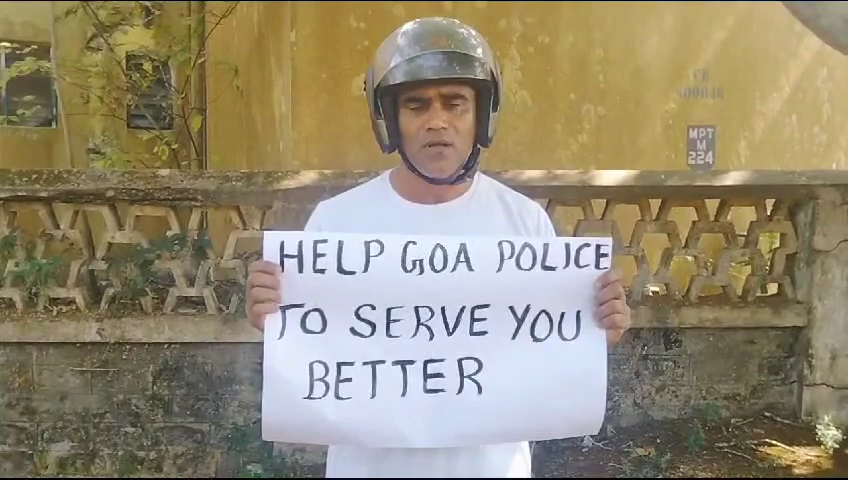 HELP GOA POLICE
TO SERVE YOU
BETTER
MPT
M
224